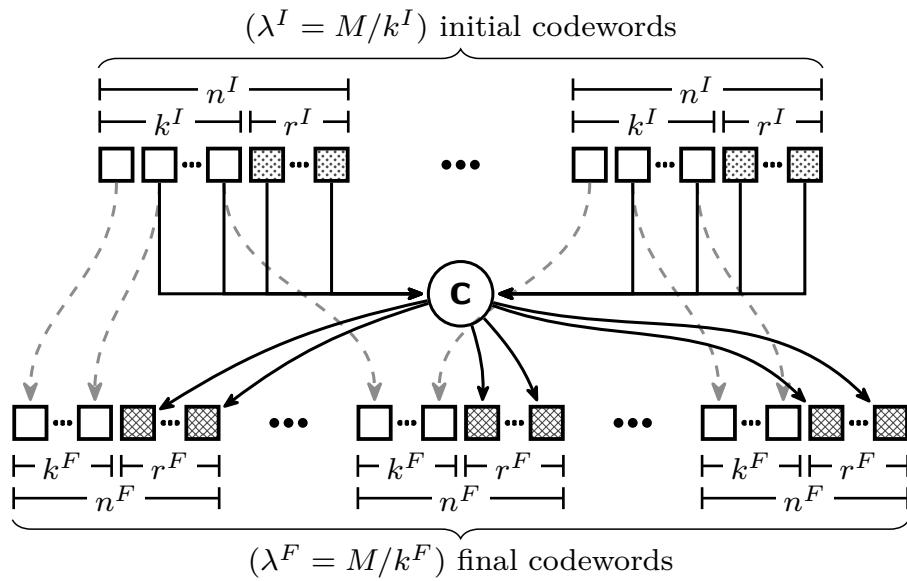 (λ^I = M/k^I) initial codewords
n^I n^I
k^I r^I k^I r^I
C
k^F r^F k^F r^F k^F r^F
n^F n^F n^F
(λ^F = M/k^F) final codewords